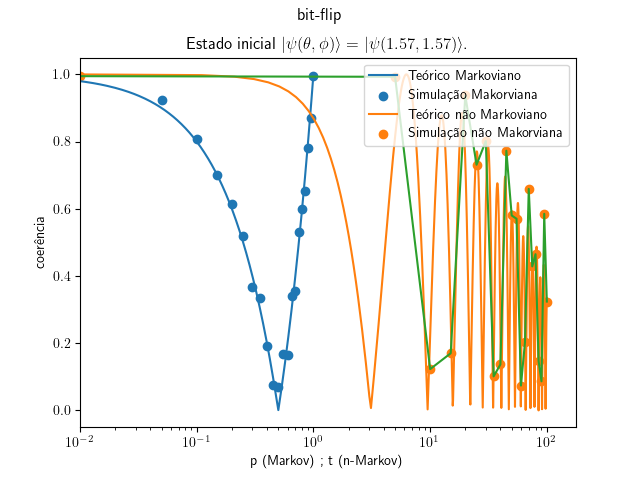 bit-flip
Estado inicial |ψ(θ, ϕ)⟩ = |ψ(1.57, 1.57)⟩.
Teórico Markoviano
Simulação Makorviana
Teórico não Markoviano
Simulação não Makorviana
coerência
1.0
0.8
0.6
0.4
0.2
0.0
10⁻² 10⁻¹ 10⁰ 10¹ 10²
p (Markov) ; t (n-Markov)